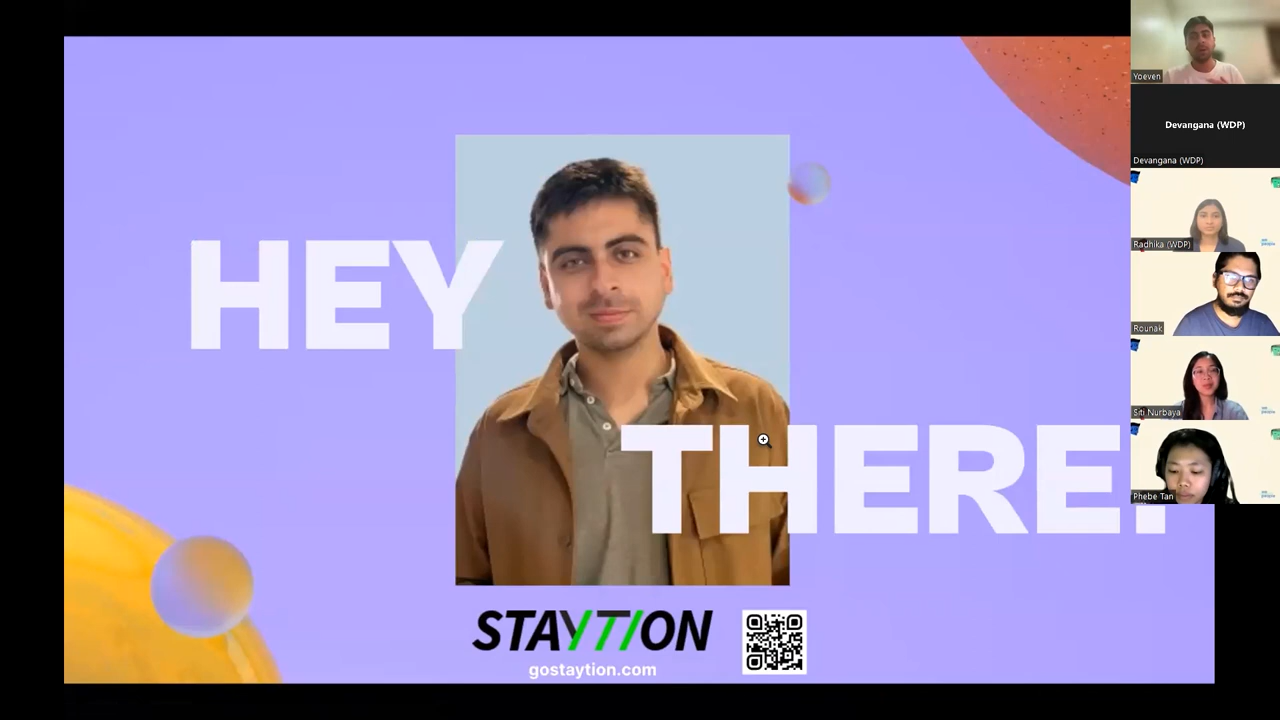 HEY
THERE!
STAYTION
gostaytion.com
Yoeven
Devangana (WDP)
Devangana (WDP)
Radhika (WDP)
Rounak
Siti Nurbaya
Phebe Tan